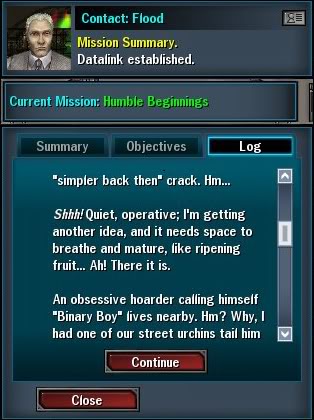 Contact: Flood
Mission Summary.
Datalink established.
Current Mission: Humble Beginnings
Summary
Objectives
Log
"simpler back then" crack. Hm...
Shhh! Quiet, operative; I'm getting
another idea, and it needs space to
breathe and mature, like ripening
fruit... Ah! There it is.
An obsessive hoarder calling himself
"Binary Boy" lives nearby. Hm? Why, I
had one of our street urchins tail him
Continue
Close